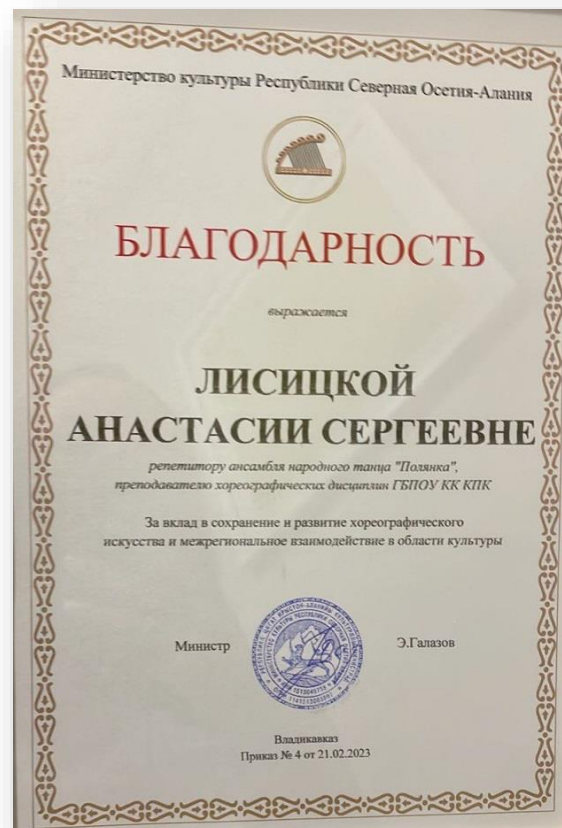 Министерство культуры Республики Северная Осетия-Алания
БЛАГОДАРНОСТЬ
выражается
ЛИСИЦКОЙ
АНАСТАСИИ СЕРГЕЕВНЕ
репетитору ансамбля народного танца "Полянка",
преподавателю хореографических дисциплин ГБПОУ КК КПК
За вклад в сохранение и развитие хореографического
искусства и межрегиональное взаимодействие в области культуры
Министр
Э.Галазов
Владикавказ
Приказ № 4 от 21.02.2023